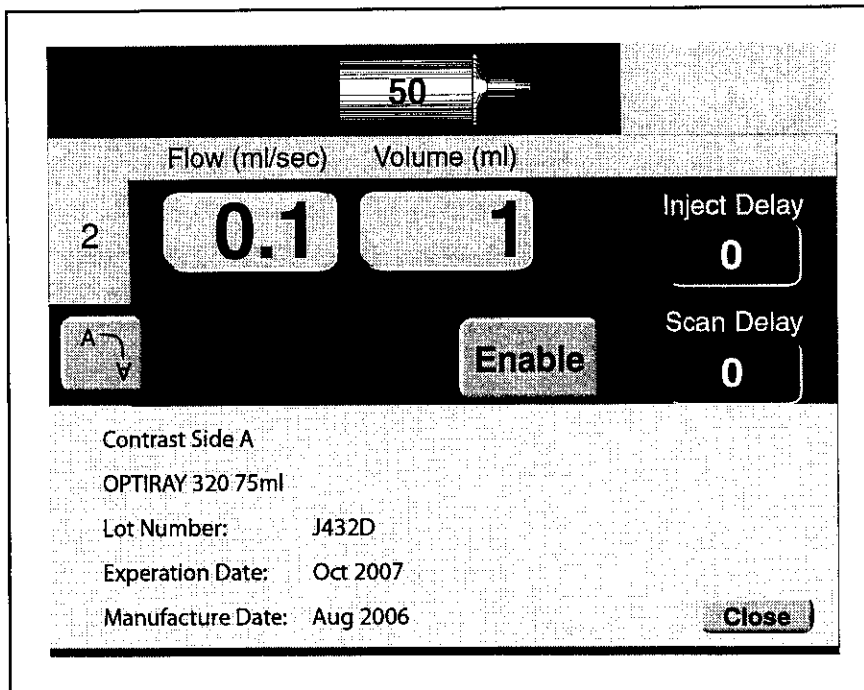 50
Flow (ml/sec) Volume (ml)
2 0.1 1
Inject Delay
0
A A
Enable
Scan Delay
0
Contrast Side A
OPTIRAY 320 75ml
Lot Number: J432D
Experation Date: Oct 2007
Manufacture Date: Aug 2006
Close